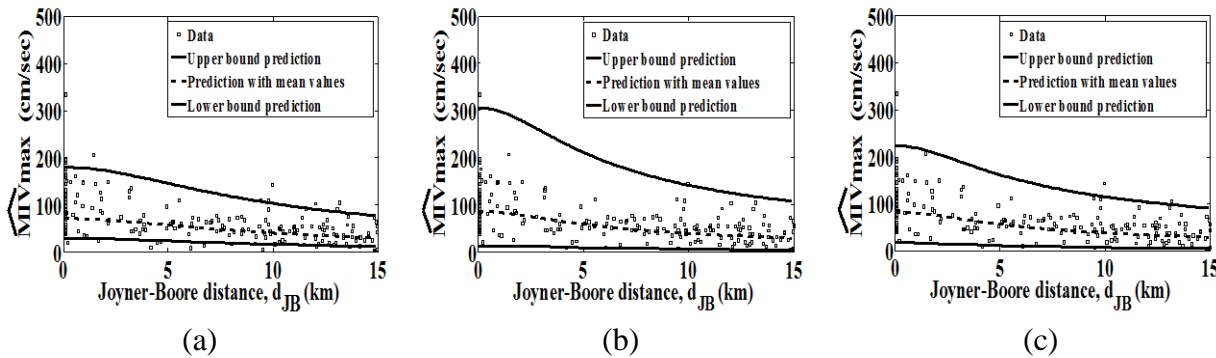 500
400
300
200
100
0
MIVmax (cm/sec)
Data
Upper bound prediction
Prediction with mean values
Lower bound prediction
0 5 10 15
Joyner-Boore distance, d_JB (km)
(a)
500
400
300
200
100
0
MIVmax (cm/sec)
Data
Upper bound prediction
Prediction with mean values
Lower bound prediction
0 5 10 15
Joyner-Boore distance, d_JB (km)
(b)
500
400
300
200
100
0
MIVmax (cm/sec)
Data
Upper bound prediction
Prediction with mean values
Lower bound prediction
0 5 10 15
Joyner-Boore distance, d_JB (km)
(c)